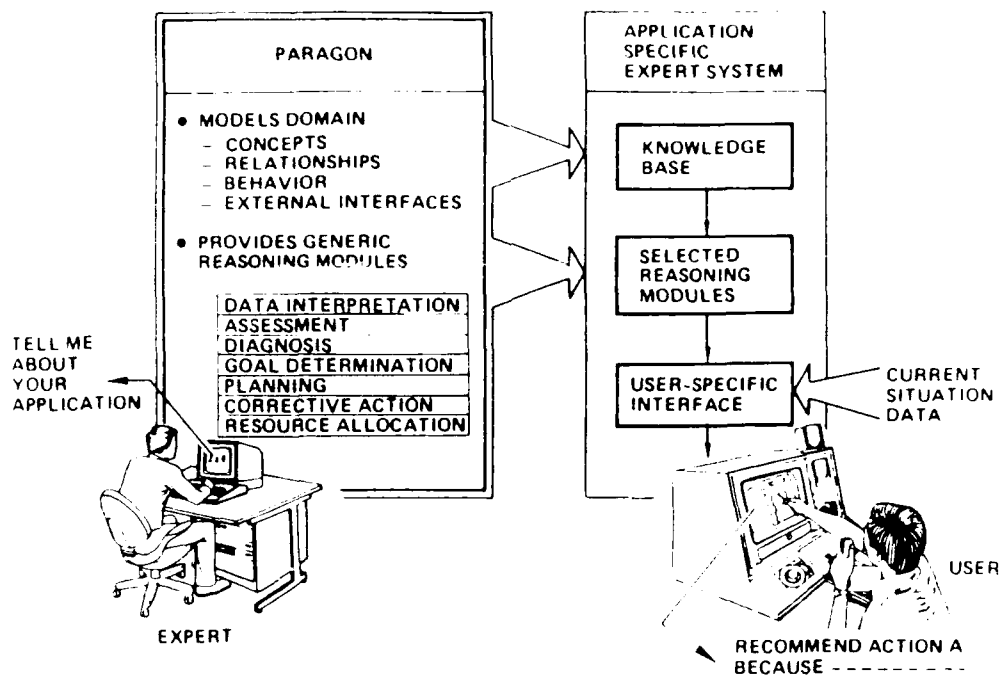 PARAGON
• MODELS DOMAIN
– CONCEPTS
– RELATIONSHIPS
– BEHAVIOR
– EXTERNAL INTERFACES
• PROVIDES GENERIC
REASONING MODULES
DATA INTERPRETATION
ASSESSMENT
DIAGNOSIS
GOAL DETERMINATION
PLANNING
CORRECTIVE ACTION
RESOURCE ALLOCATION
TELL ME
ABOUT
YOUR
APPLICATION
EXPERT
APPLICATION
SPECIFIC
EXPERT SYSTEM
KNOWLEDGE
BASE
SELECTED
REASONING
MODULES
USER-SPECIFIC
INTERFACE
CURRENT
SITUATION
DATA
USER
RECOMMEND ACTION A
BECAUSE - - - - - - - - - -